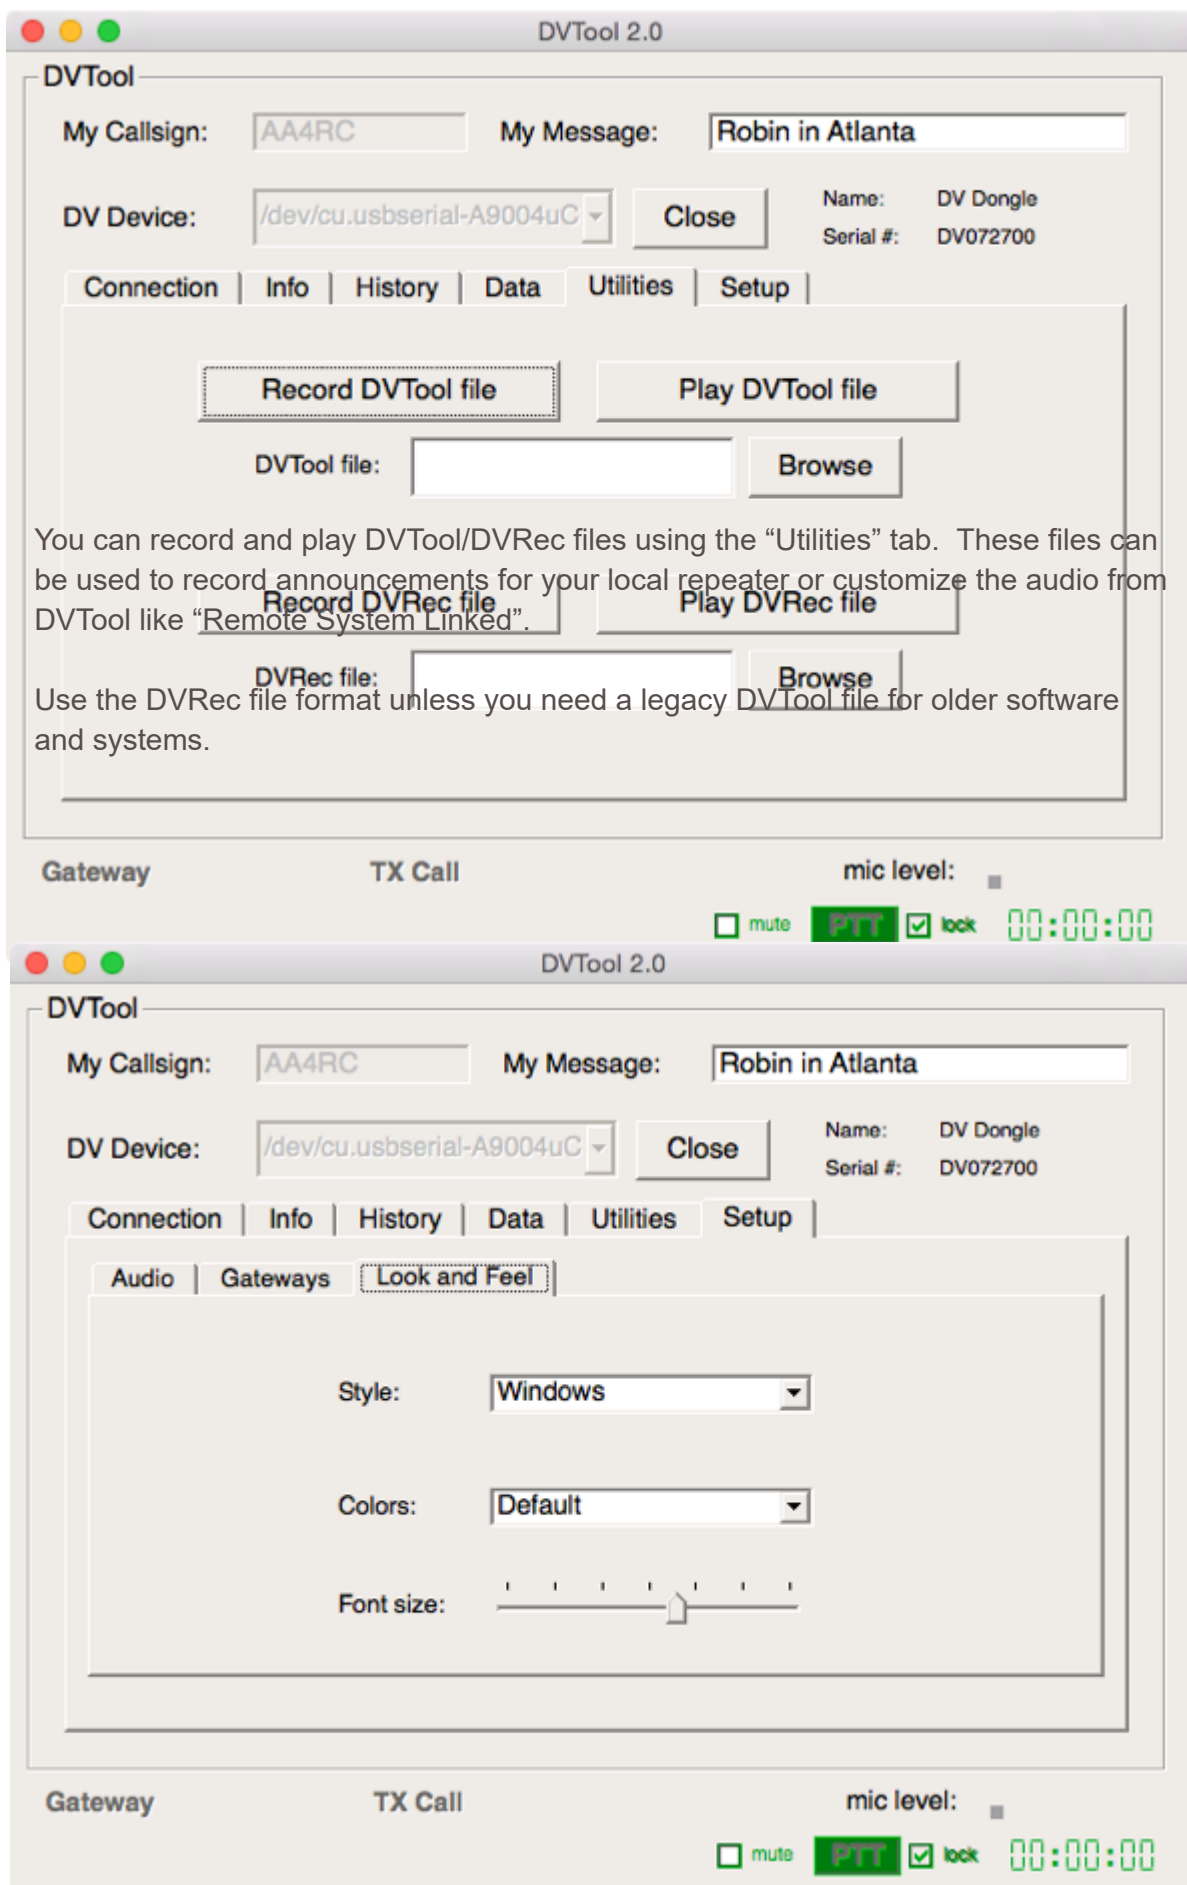 DVTool 2.0
DVTool
My Callsign: AA4RC My Message: Robin in Atlanta
DV Device: /dev/cu.usbserial-A9004uC Close Name: DV Dongle
Serial #: DV072700
Connection Info History Data Utilities Setup
Record DVTool file Play DVTool file
DVTool file: Browse
You can record and play DVTool/DVRec files using the “Utilities” tab.  These files can
be used to record announcements for your local repeater or customize the audio from
Record DVRec file Play DVRec file
DVTool like “Remote System Linked”.
DVRec file: Browse
Use the DVRec file format unless you need a legacy DVTool file for older software
and systems.
Gateway TX Call mic level:
mute PTT lock 00:00:00
DVTool 2.0
DVTool
My Callsign: AA4RC My Message: Robin in Atlanta
DV Device: /dev/cu.usbserial-A9004uC Close Name: DV Dongle
Serial #: DV072700
Connection Info History Data Utilities Setup
Audio Gateways Look and Feel
Style: Windows
Colors: Default
Font size:
Gateway TX Call mic level:
mute PTT lock 00:00:00